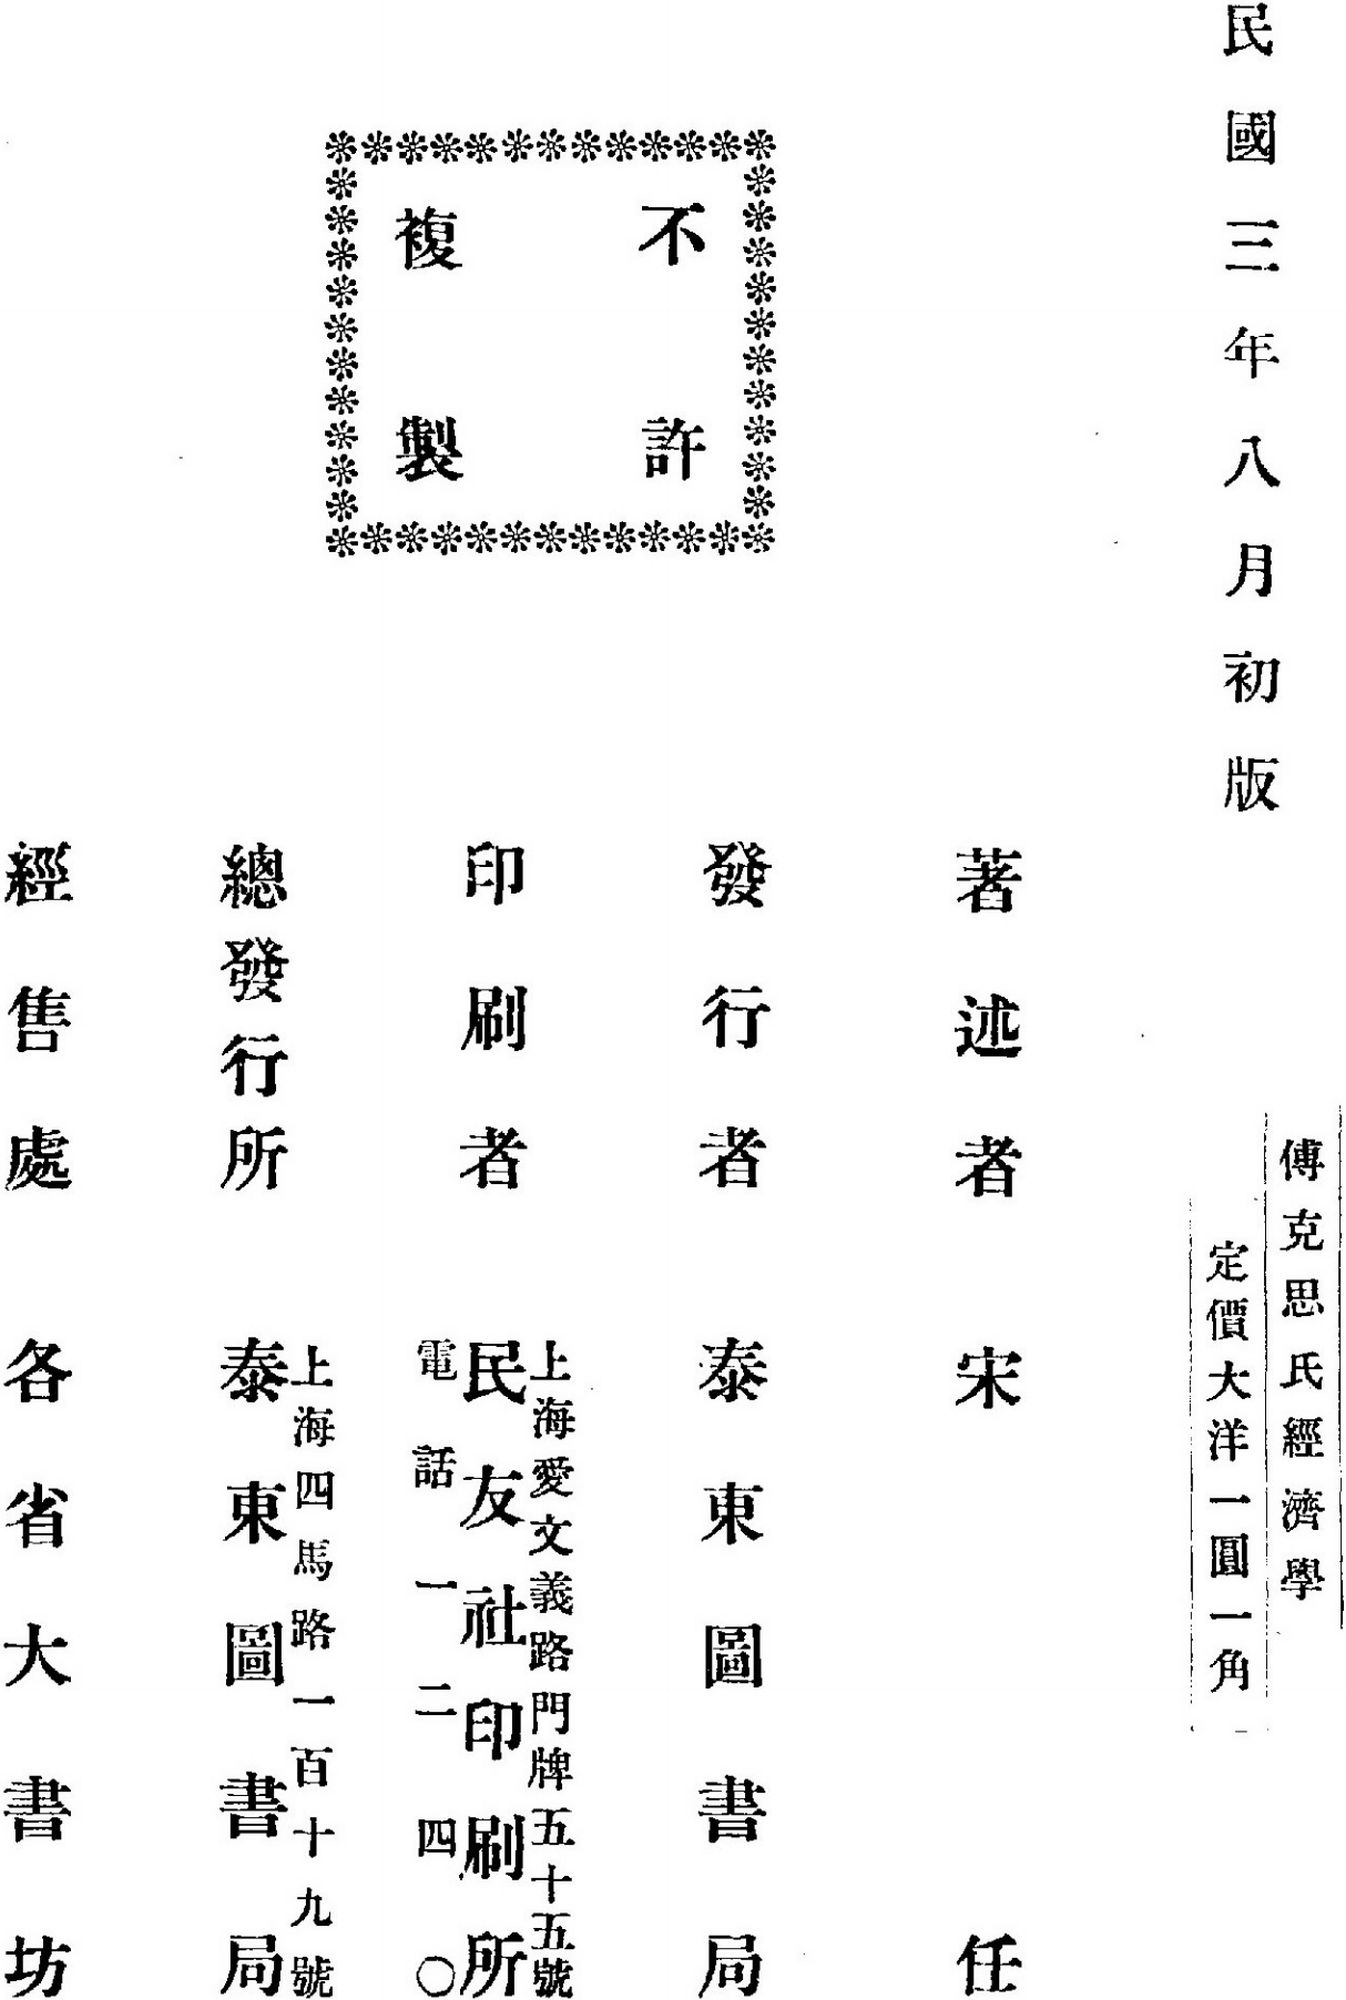 民國三年八月初版
傅克思氏經濟學
定價大洋一圓一角
不許
複製
著述者 宋任
發行者 泰東圖書局
上海愛文義路門牌五十五號
印刷者 民友社印刷所
電話一二四〇
上海四馬路一百十九號
總發行所 泰東圖書局
經售處 各省大書坊